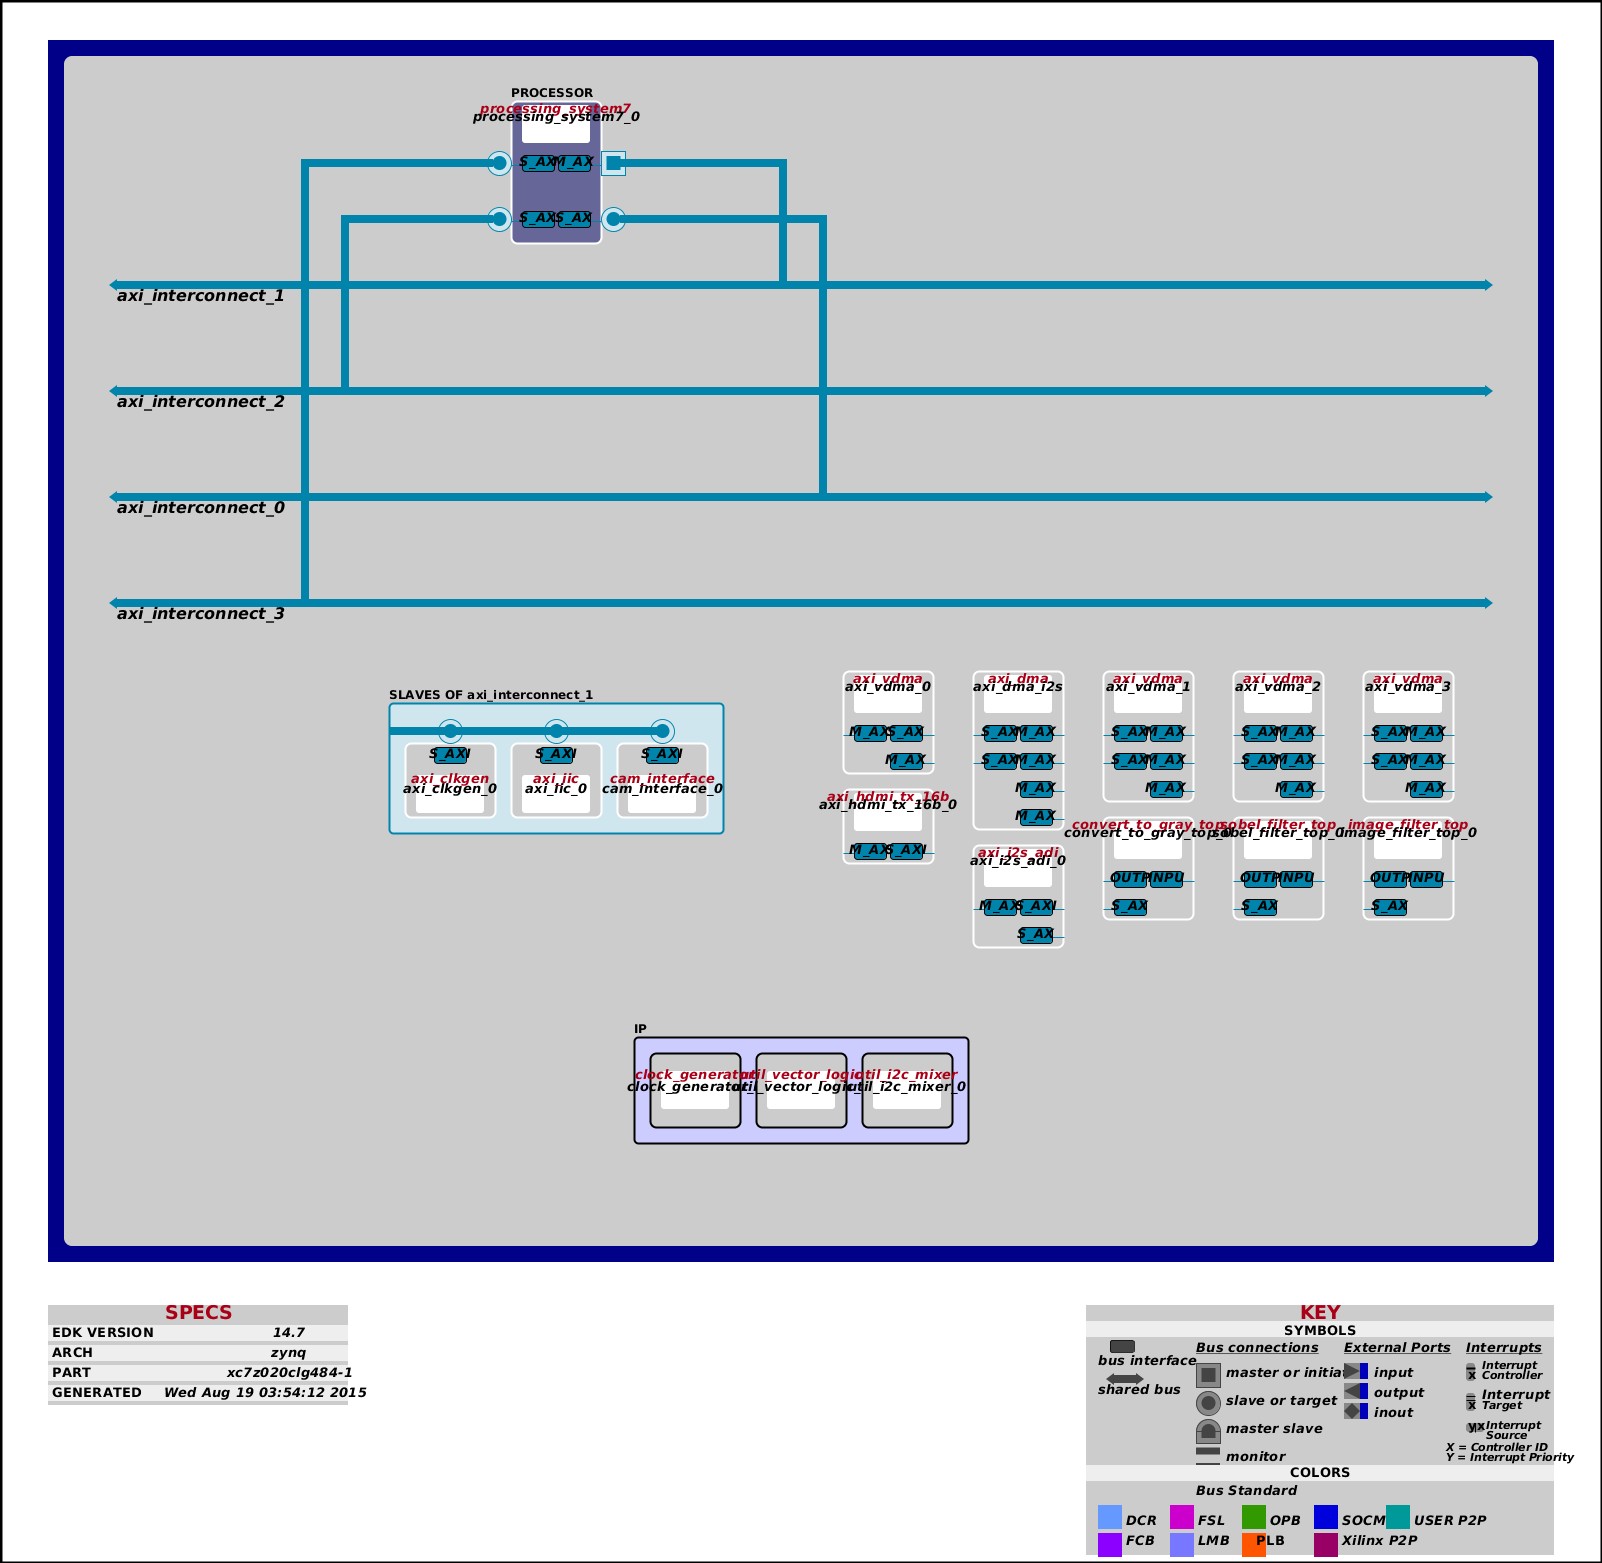 PROCESSOR
processing_system7
processing_system7_0
S_AX M_AX
S_AX S_AX
axi_interconnect_1
axi_interconnect_2
axi_interconnect_0
axi_interconnect_3
SLAVES OF axi_interconnect_1
S_AXI S_AXI S_AXI
axi_clkgen axi_iic cam_interface
axi_clkgen_0 axi_iic_0 cam_interface_0
axi_vdma axi_dma axi_vdma axi_vdma axi_vdma
axi_vdma_0 axi_dma_i2s axi_vdma_1 axi_vdma_2 axi_vdma_3
M_AX S_AX S_AX M_AX S_AX M_AX S_AX M_AX S_AX M_AX
M_AX S_AX M_AX S_AX M_AX S_AX M_AX S_AX M_AX
M_AX M_AX M_AX M_AX
axi_hdmi_tx_16b
axi_hdmi_tx_16b_0
M_AX
convert_to_gray_top sobel_filter_top image_filter_top
convert_to_gray_top_0 sobel_filter_top_0 image_filter_top_0
M_AX S_AXI
axi_i2s_adi
axi_i2s_adi_0
OUTP INPU OUTP INPU OUTP INPU
M_AX S_AXI S_AX S_AX S_AX
S_AX
IP
clock_generator util_vector_logic util_i2c_mixer
clock_generator util_vector_logic util_i2c_mixer_0
SPECS
EDK VERSION 14.7
ARCH zynq
PART xc7z020clg484-1
GENERATED Wed Aug 19 03:54:12 2015
KEY
SYMBOLS
bus interface
shared bus
Bus connections
master or initiat
slave or target
master slave
monitor
External Ports
input
output
inout
Interrupts
x Interrupt Controller
x Interrupt Target
yx Interrupt Source
X = Controller ID
Y = Interrupt Priority
COLORS
Bus Standard
DCR FSL OPB SOCM USER P2P
FCB LMB PLB Xilinx P2P